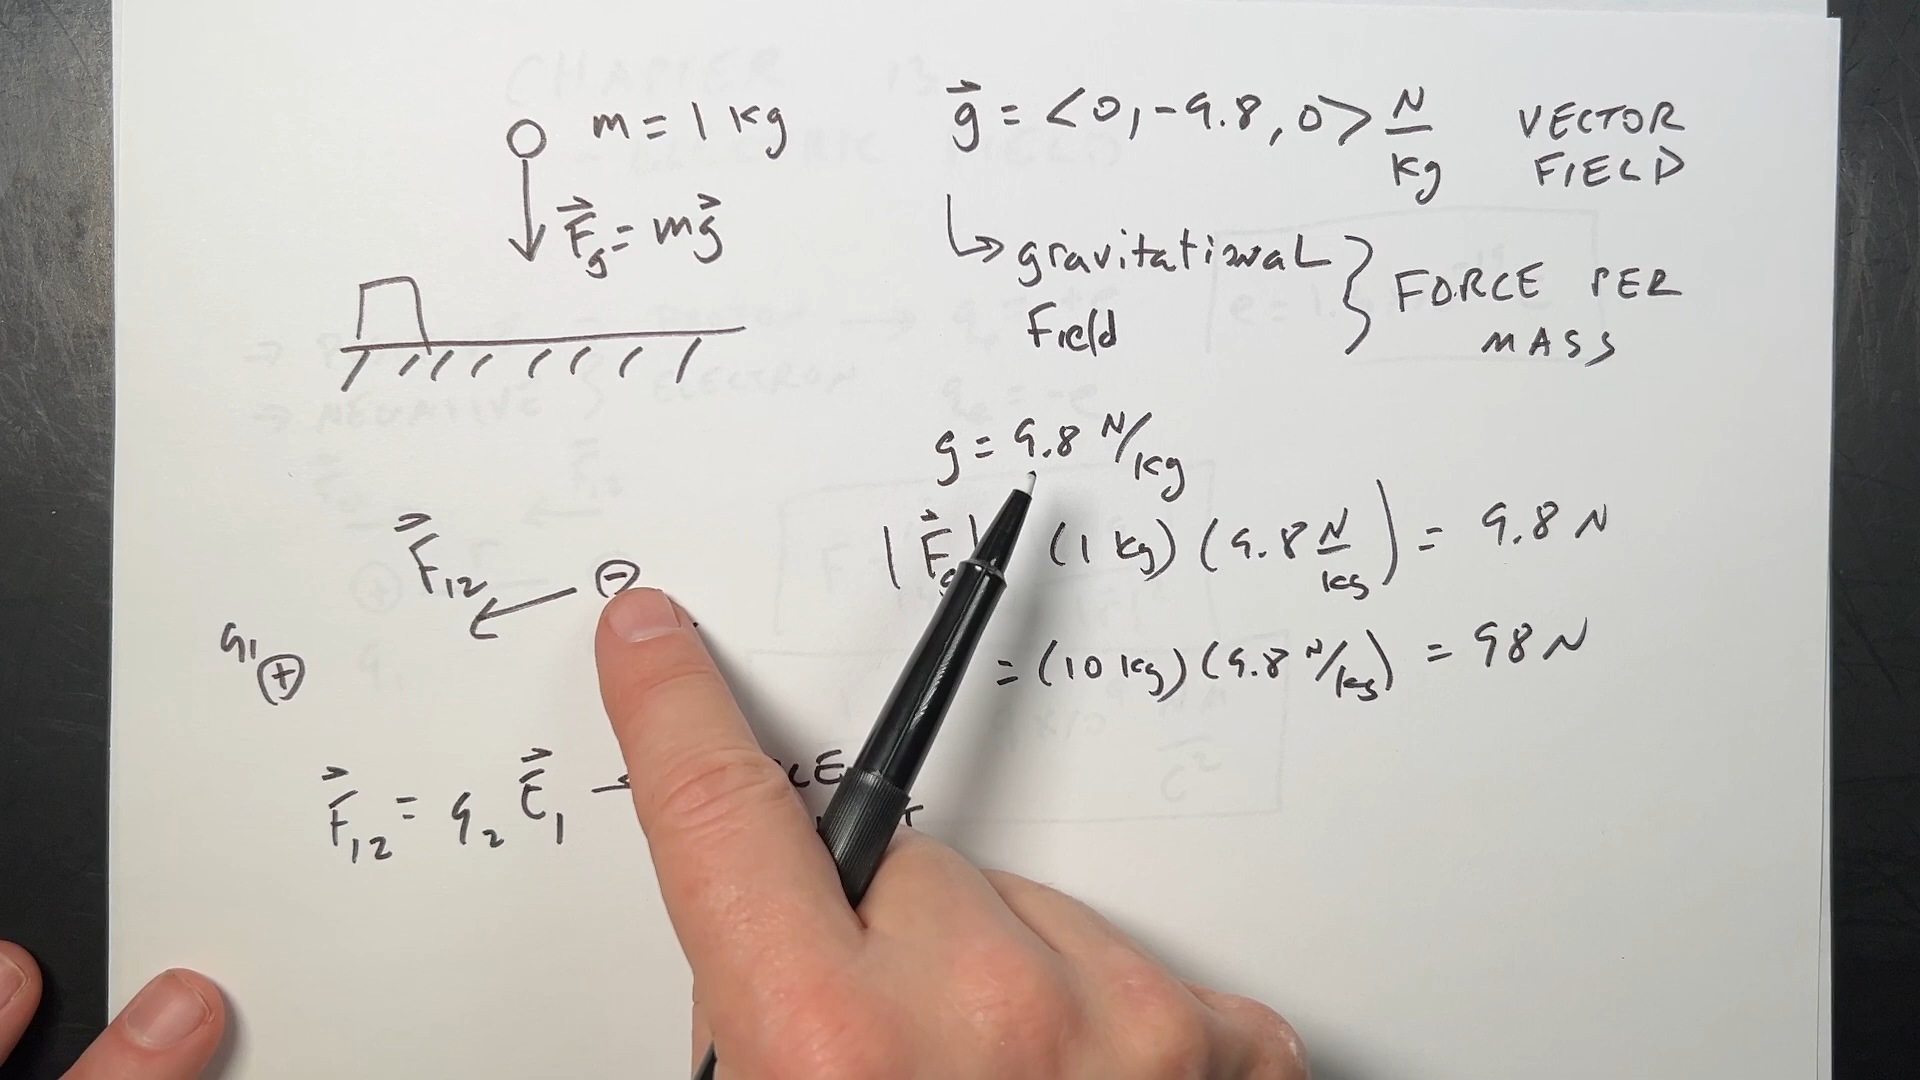 m = 1 kg
F⃗g = mg⃗
g⃗ = <0, -9.8, 0> N/kg
VECTOR
FIELD
↳ gravitational
Field
} FORCE PER
MASS
g = 9.8 N/kg
|F⃗g| (1 kg) (9.8 N/kg) = 9.8 N
= (10 kg) (9.8 N/kg) = 98 N
F⃗12
-
q1 +
F⃗12 = q2 E⃗1